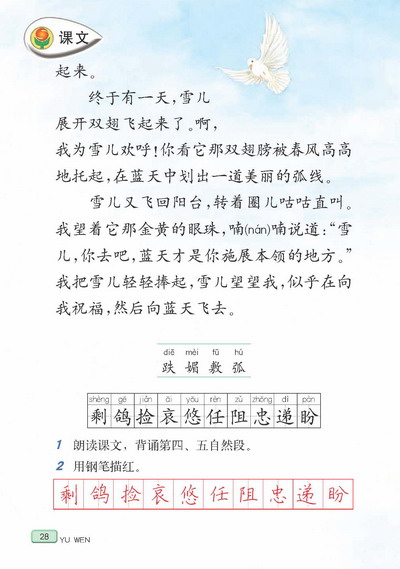 课文
起来。
终于有一天，雪儿
展开双翅飞起来了。啊，
我为雪儿欢呼！你看它那双翅膀被春风高高
地托起，在蓝天中划出一道美丽的弧线。
雪儿又飞回阳台，转着圈儿咕咕直叫。
我望着它那金黄的眼珠，喃(nán)喃说道：“雪
儿，你去吧，蓝天才是你施展本领的地方。”
我把雪儿轻轻捧起，雪儿望望我，似乎在向
我祝福，然后向蓝天飞去。
diē mèi fū hú
跌 媚 敷 弧
shèng gē jiǎn āi yōu rèn zǔ zhōng dì pàn
剩 鸽 捡 哀 悠 任 阻 忠 递 盼
1 朗读课文，背诵第四、五自然段。
2 用钢笔描红。
剩 鸽 捡 哀 悠 任 阻 忠 递 盼
28 YU WEN